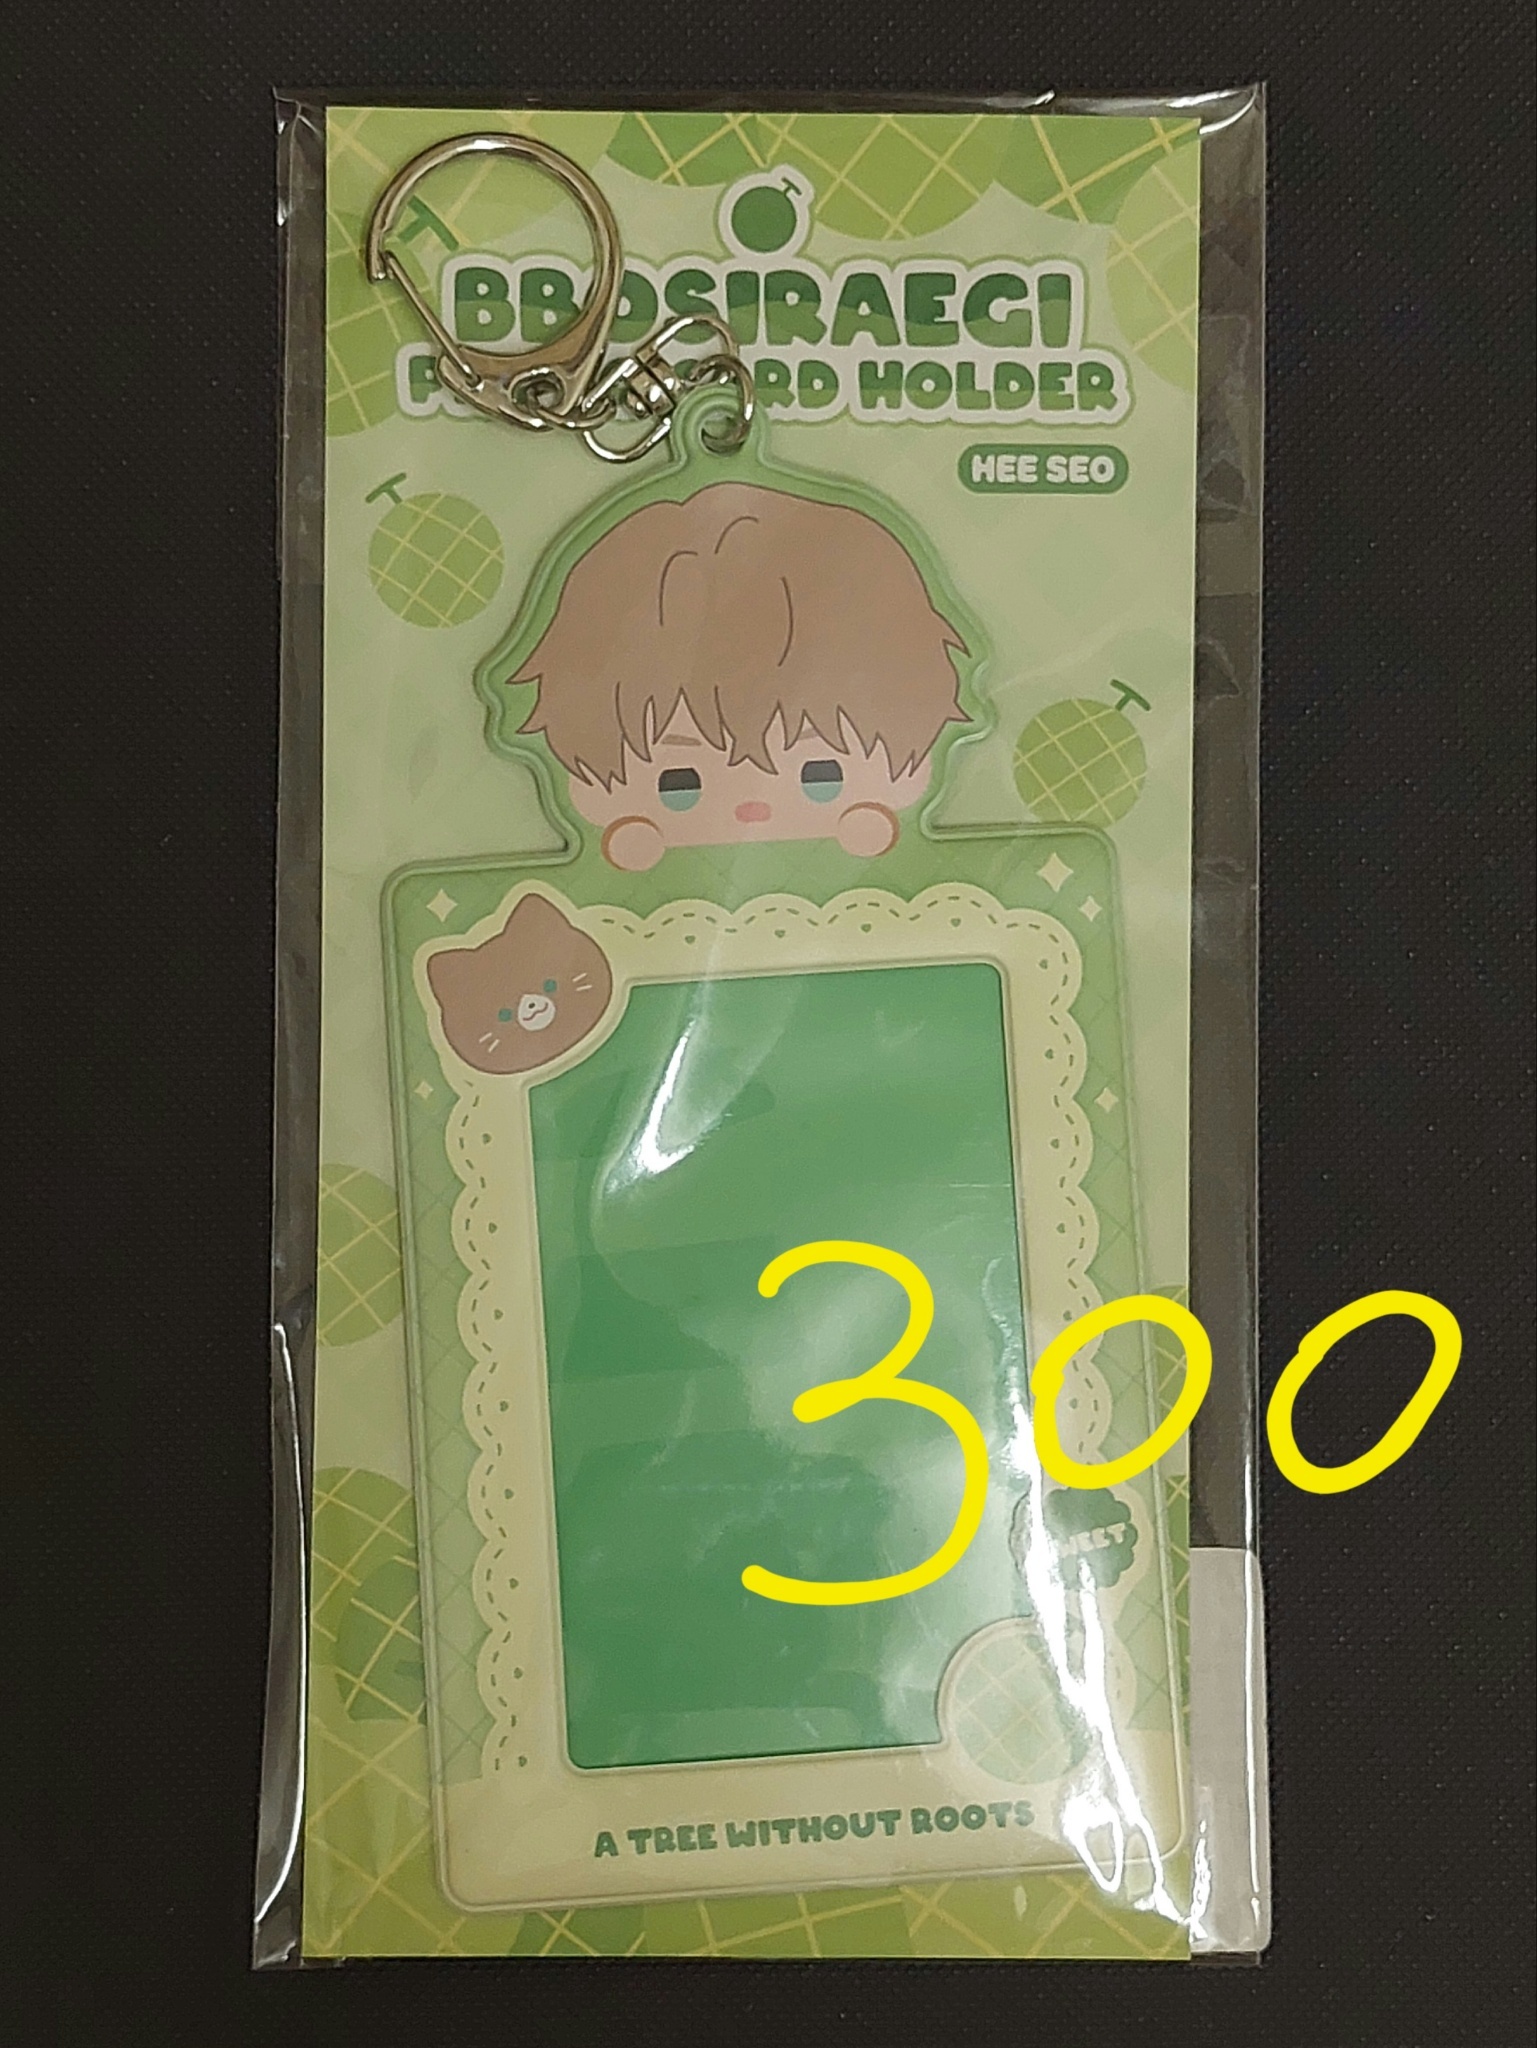 BBOSIRAEGI
HOLDER
HEE SEO
300
A TREE WITHOUT ROOTS